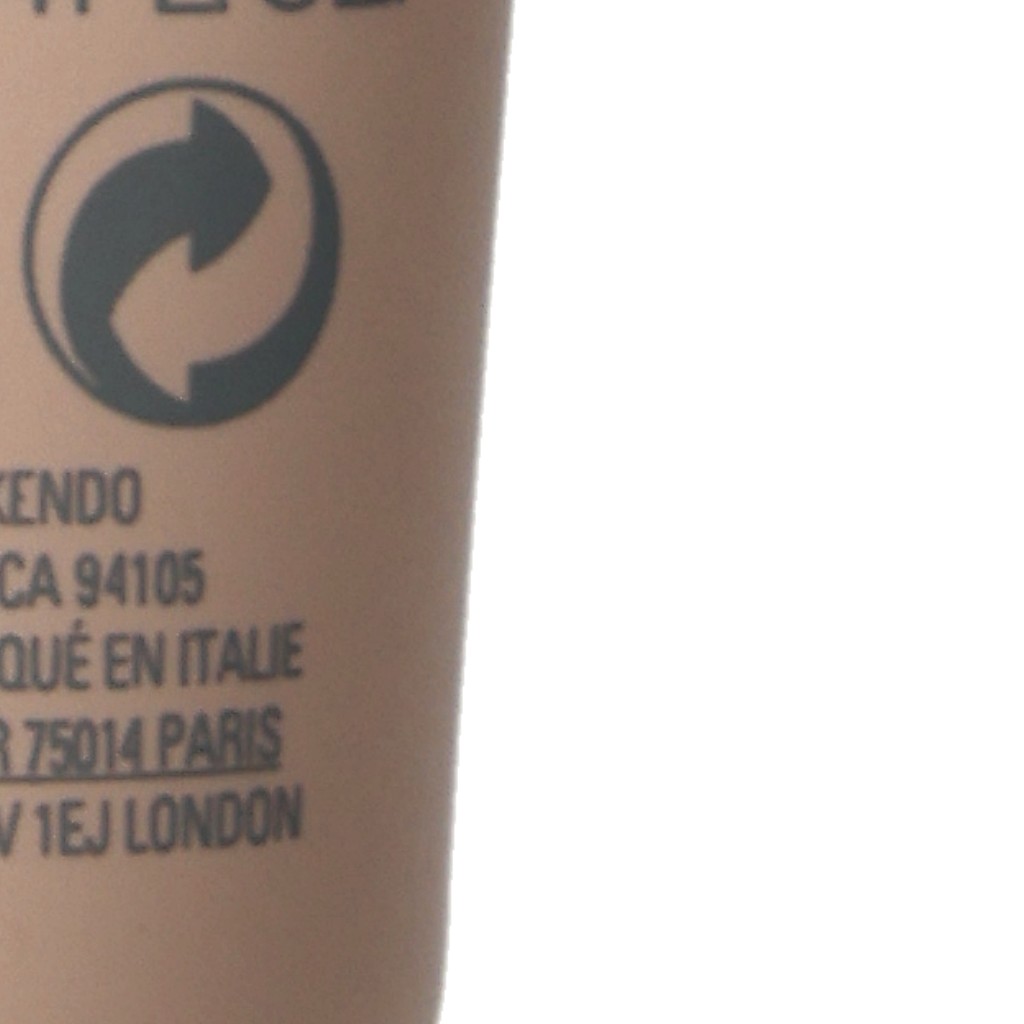 KENDO
CA 94105
QUÉ EN ITALIE
R 75014 PARIS
V 1EJ LONDON